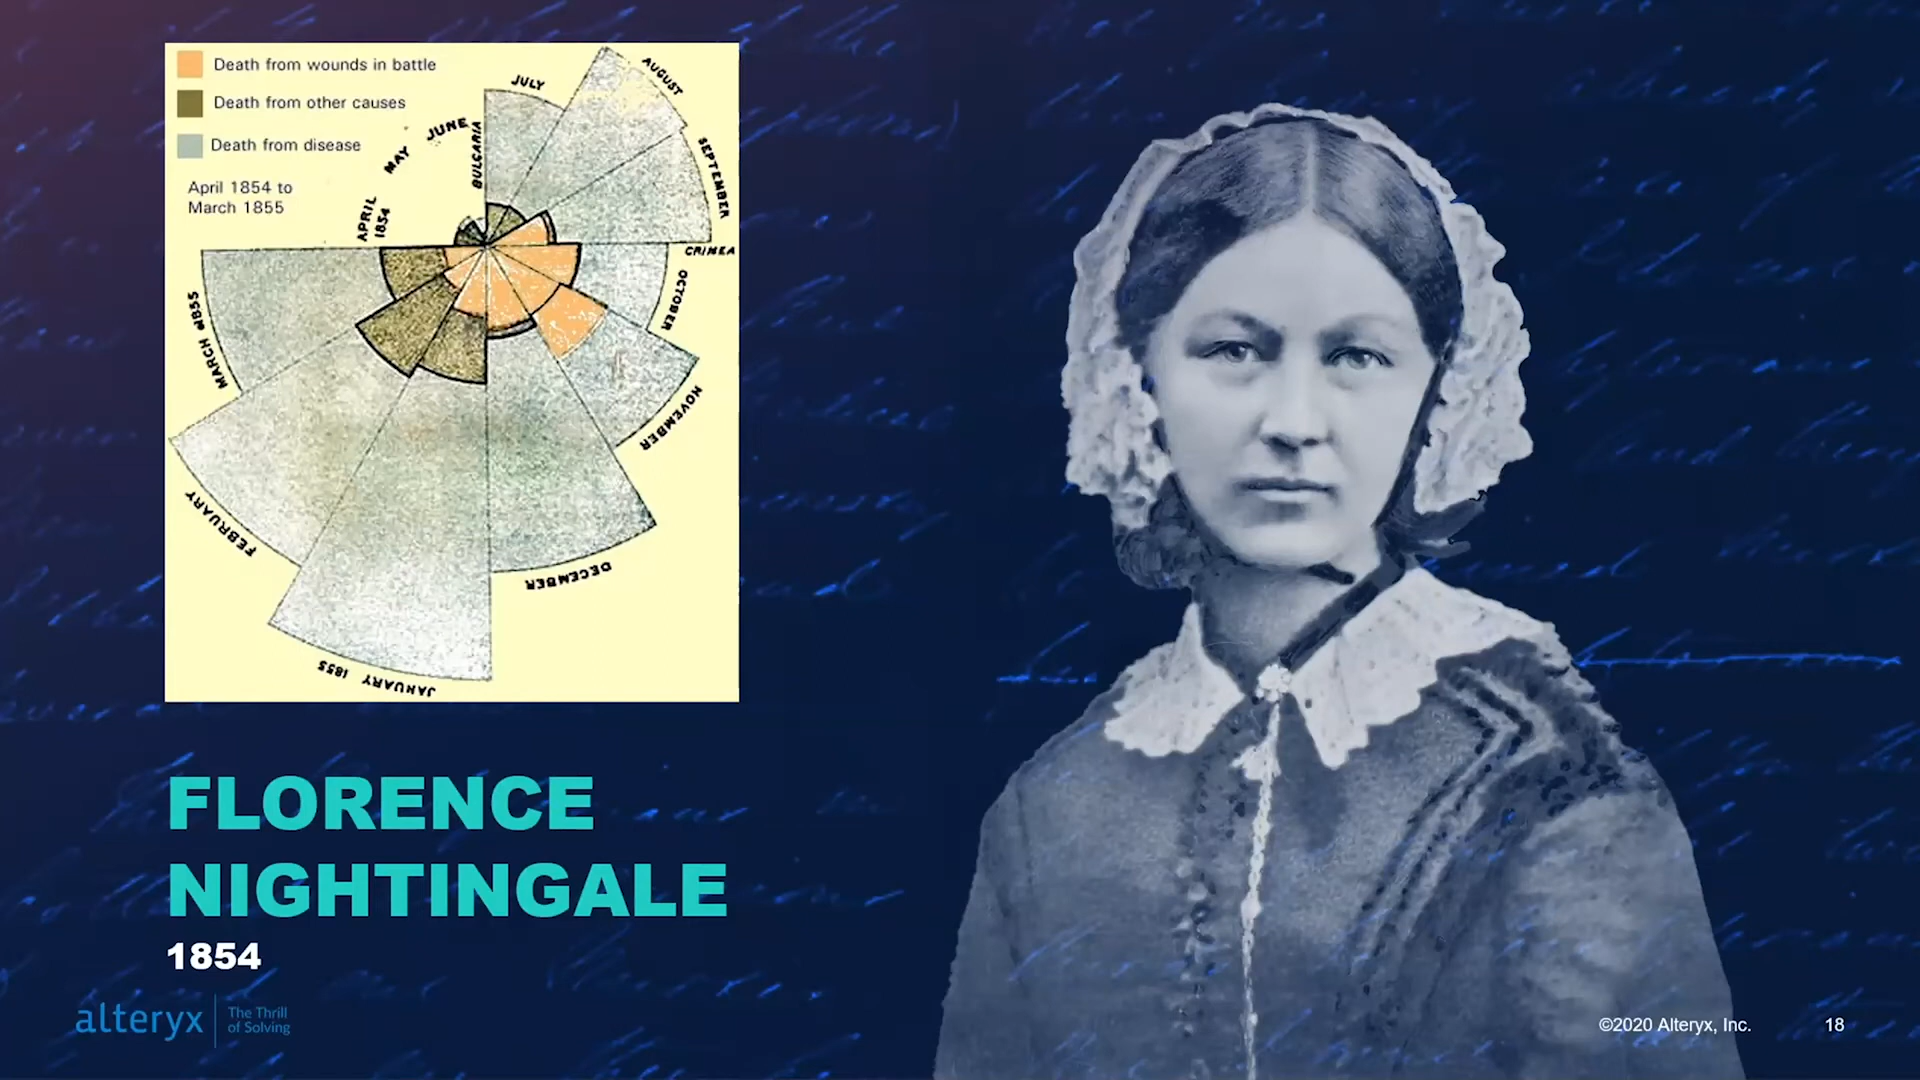 Death from wounds in battle
Death from other causes
Death from disease
April 1854 to
March 1855
APRIL
1854
MAY
JUNE
BULGARIA
JULY
AUGUST
SEPTEMBER
CRIMEA
OCTOBER
NOVEMBER
DECEMBER
JANUARY 1855
FEBRUARY
MARCH 1855
FLORENCE
NIGHTINGALE
1854
alteryx
The Thrill
of Solving
©2020 Alteryx, Inc.
18